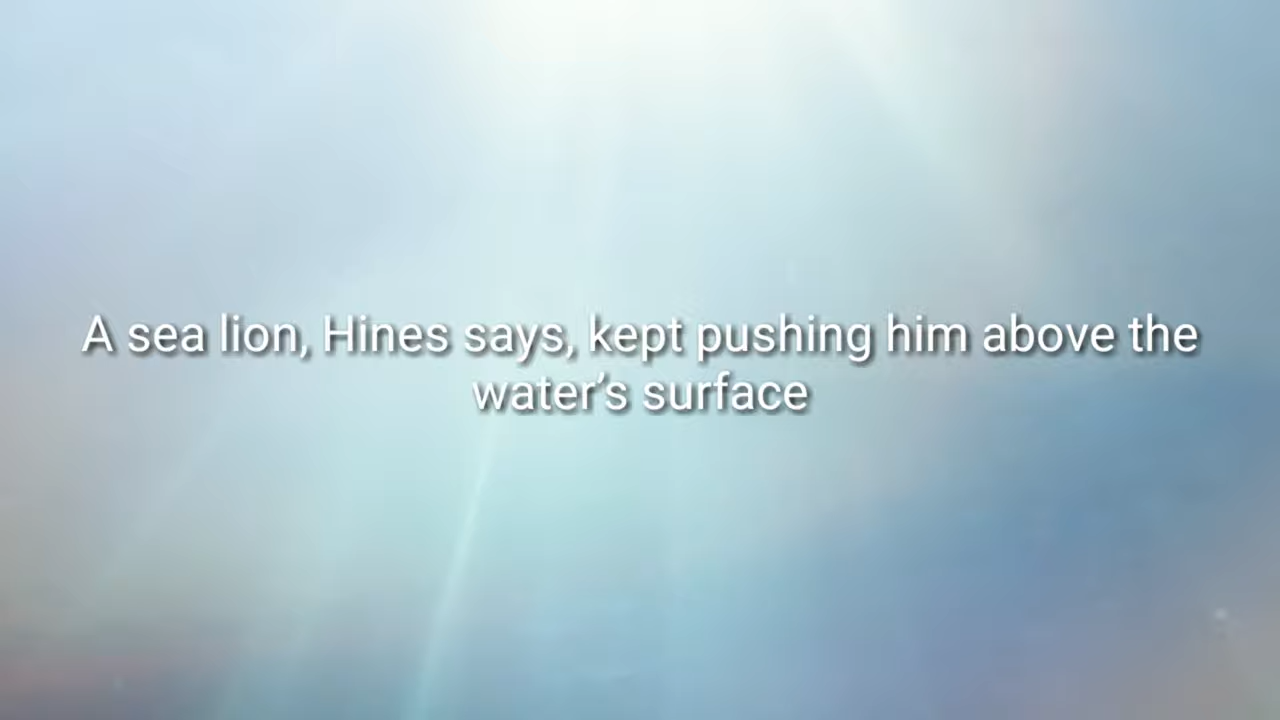 A sea lion, Hines says, kept pushing him above the
water’s surface